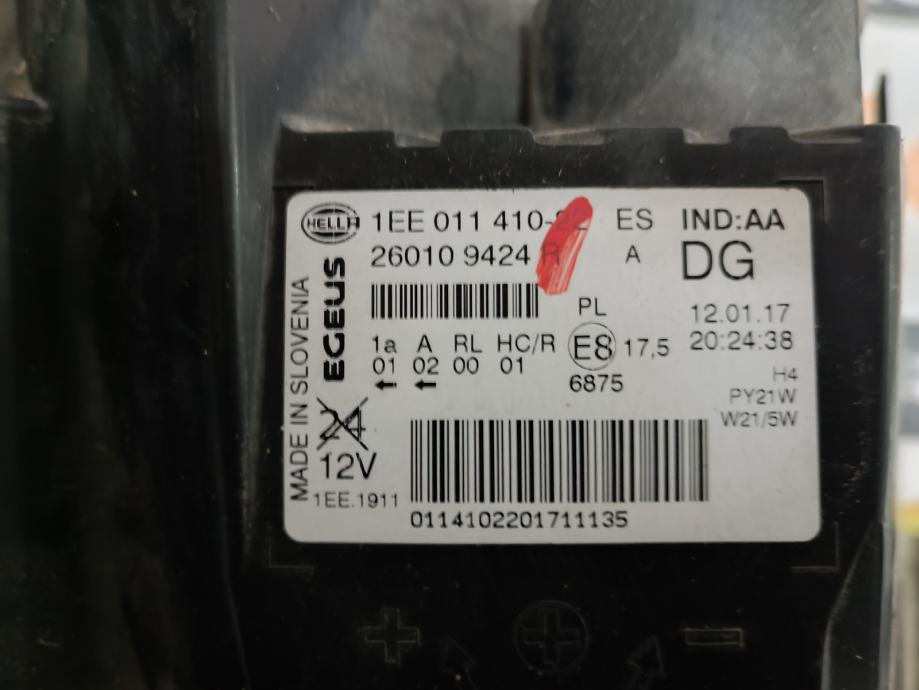 HELLA 1EE 011 410-22 ES IND:AA
26010 9424 R A DG
PL
12.01.17
20:24:38
1a A RL HC/R E8 17,5
01 02 00 01
6875
H4
PY21W
W21/5W
EGEUS
MADE IN SLOVENIA
24
12V
1EE.1911
0114102201711135